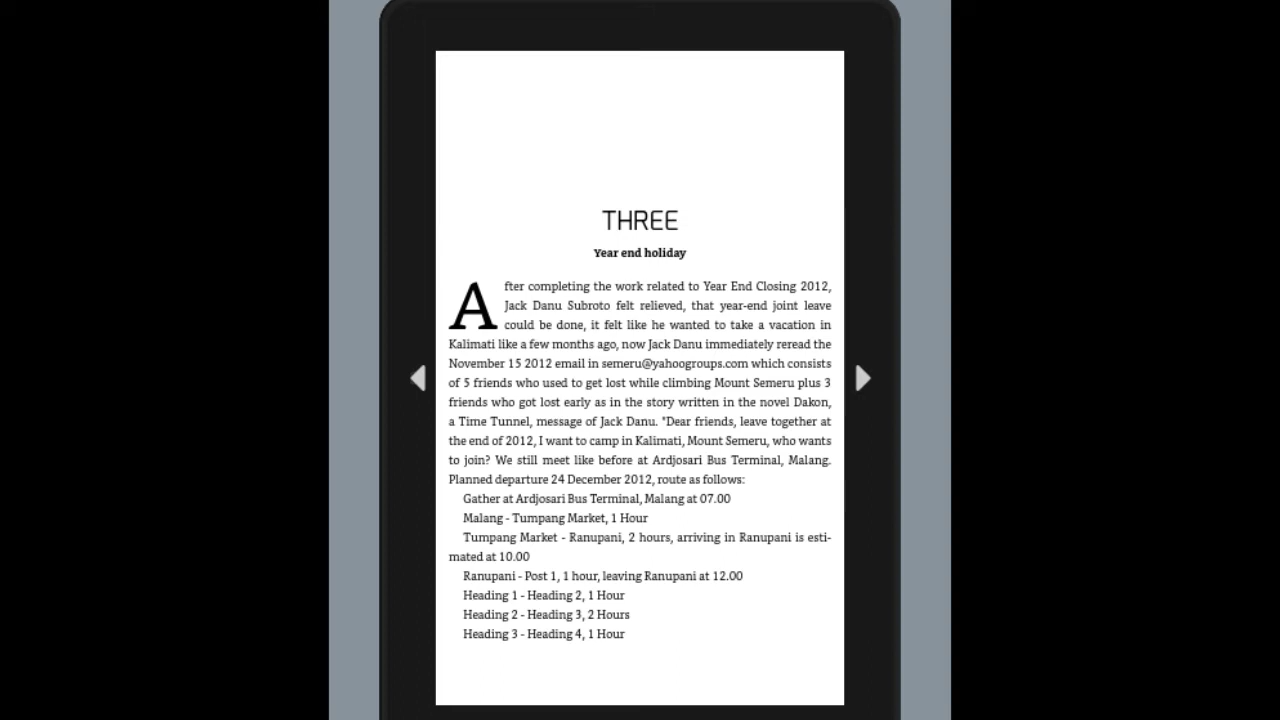 THREE
Year end holiday
After completing the work related to Year End Closing 2012,
Jack Danu Subroto felt relieved, that year-end joint leave
could be done, it felt like he wanted to take a vacation in
Kalimati like a few months ago, now Jack Danu immediately reread the
November 15 2012 email in semeru@yahoogroups.com which consists
of 5 friends who used to get lost while climbing Mount Semeru plus 3
friends who got lost early as in the story written in the novel Dakon,
a Time Tunnel, message of Jack Danu. "Dear friends, leave together at
the end of 2012, I want to camp in Kalimati, Mount Semeru, who wants
to join? We still meet like before at Ardjosari Bus Terminal, Malang.
Planned departure 24 December 2012, route as follows:
Gather at Ardjosari Bus Terminal, Malang at 07.00
Malang - Tumpang Market, 1 Hour
Tumpang Market - Ranupani, 2 hours, arriving in Ranupani is esti-
mated at 10.00
Ranupani - Post 1, 1 hour, leaving Ranupani at 12.00
Heading 1 - Heading 2, 1 Hour
Heading 2 - Heading 3, 2 Hours
Heading 3 - Heading 4, 1 Hour